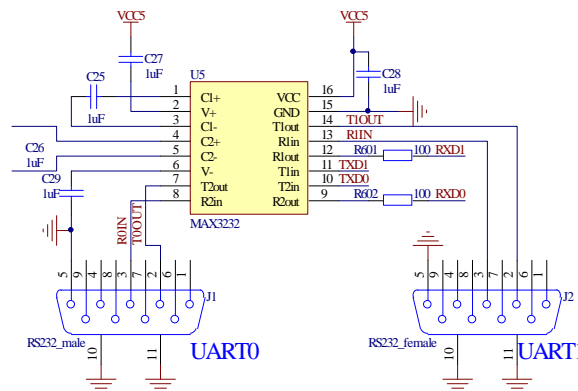 VCC5
VCC5
C27
1uF
U5
C25
1uF
C28
1uF
1 C1+ VCC 16
2 V+ GND 15
3 C1- T1out 14 T1OUT
4 C2+ R1in 13 R1IN
5 C2- R1out 12 R601 100 RXD1
6 V- T1in 11 TXD1
7 T2out T2in 10 TXD0
8 R2in R2out 9 R602 100 RXD0
C26
1uF
C29
1uF
MAX3232
R0IN
T0OUT
5 9 4 8 3 7 2 6 1
J1
RS232_male
10 11
UART0
5 9 4 8 3 7 2 6 1
J2
RS232_female
10 11
UART1